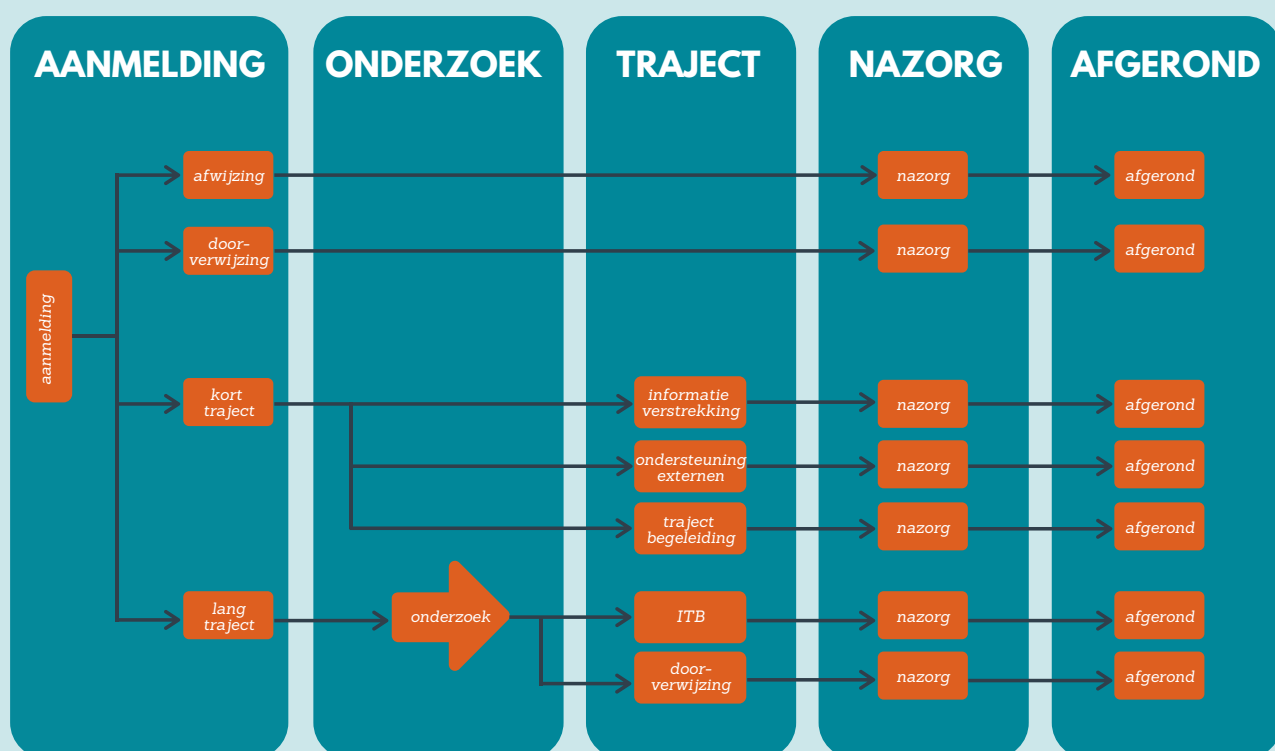 AANMELDING
ONDERZOEK
TRAJECT
NAZORG
AFGEROND
aanmelding
afwijzing
nazorg
afgerond
door-
verwijzing
nazorg
afgerond
kort
traject
informatie
verstrekking
nazorg
afgerond
ondersteuning
externen
nazorg
afgerond
traject
begeleiding
nazorg
afgerond
lang
traject
onderzoek
ITB
nazorg
afgerond
door-
verwijzing
nazorg
afgerond